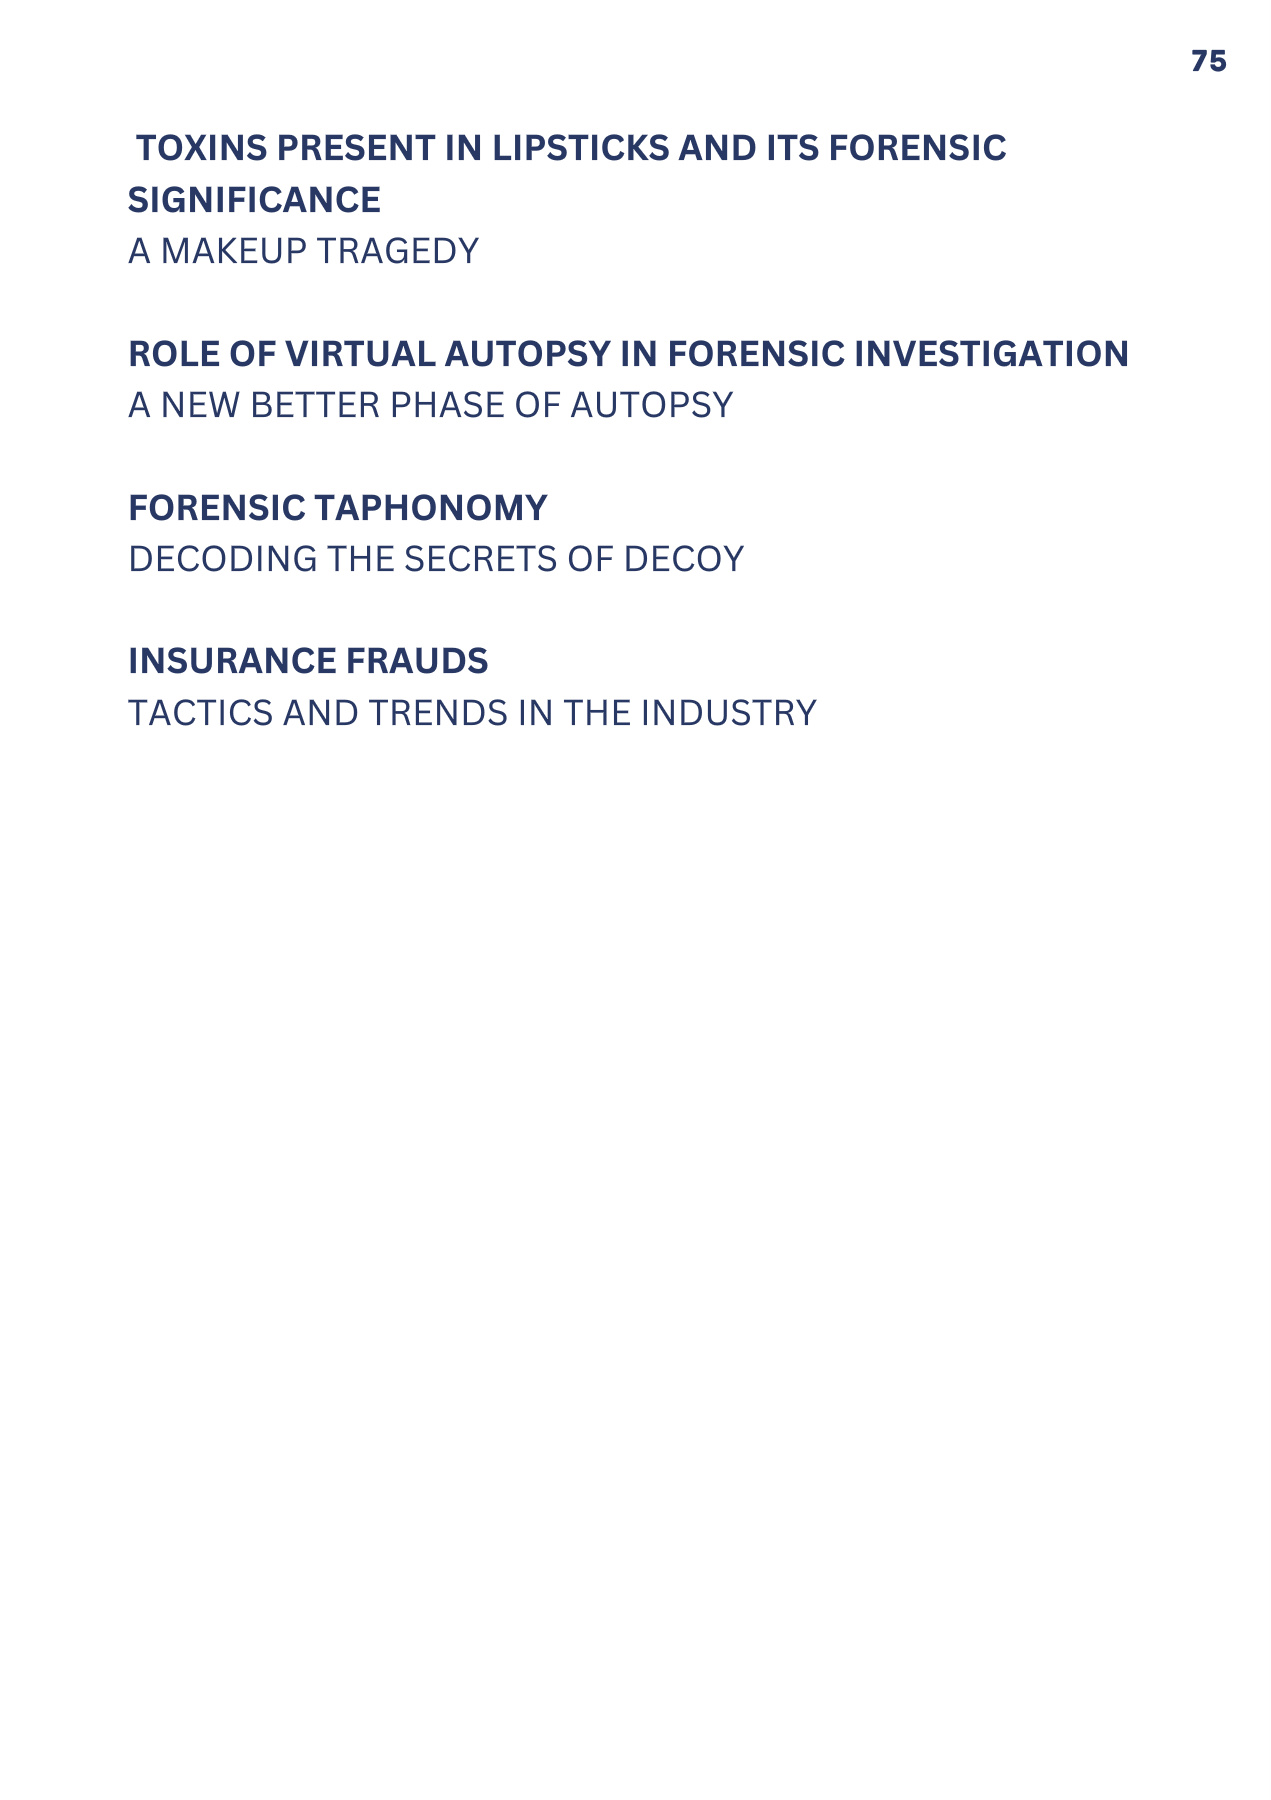 75
TOXINS PRESENT IN LIPSTICKS AND ITS FORENSIC
SIGNIFICANCE
A MAKEUP TRAGEDY
ROLE OF VIRTUAL AUTOPSY IN FORENSIC INVESTIGATION
A NEW BETTER PHASE OF AUTOPSY
FORENSIC TAPHONOMY
DECODING THE SECRETS OF DECOY
INSURANCE FRAUDS
TACTICS AND TRENDS IN THE INDUSTRY